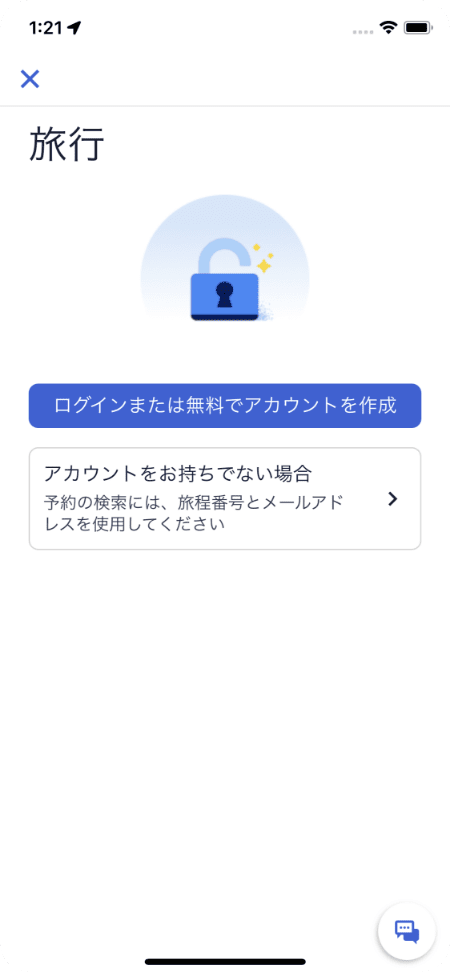 1:21
旅行
ログインまたは無料でアカウントを作成
アカウントをお持ちでない場合
予約の検索には、旅程番号とメールアド
レスを使用してください